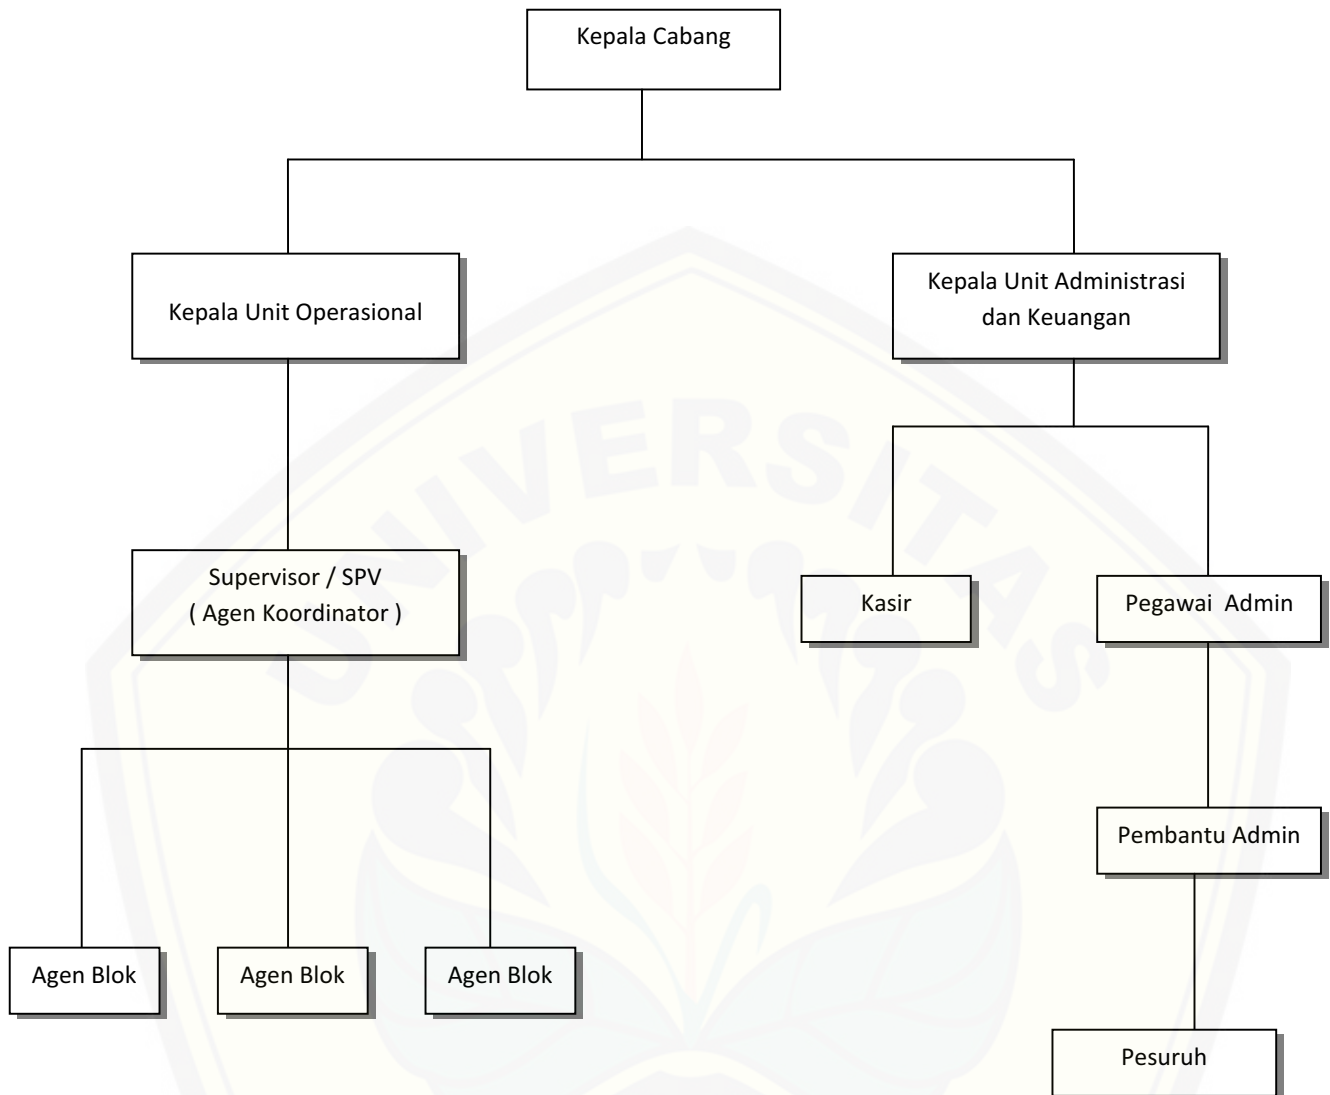 Kepala Cabang
Kepala Unit Operasional
Kepala Unit Administrasi
dan Keuangan
UNIVERSITAS
Supervisor / SPV
( Agen Koordinator )
Kasir
Pegawai  Admin
Pembantu Admin
Agen Blok
Agen Blok
Agen Blok
Pesuruh